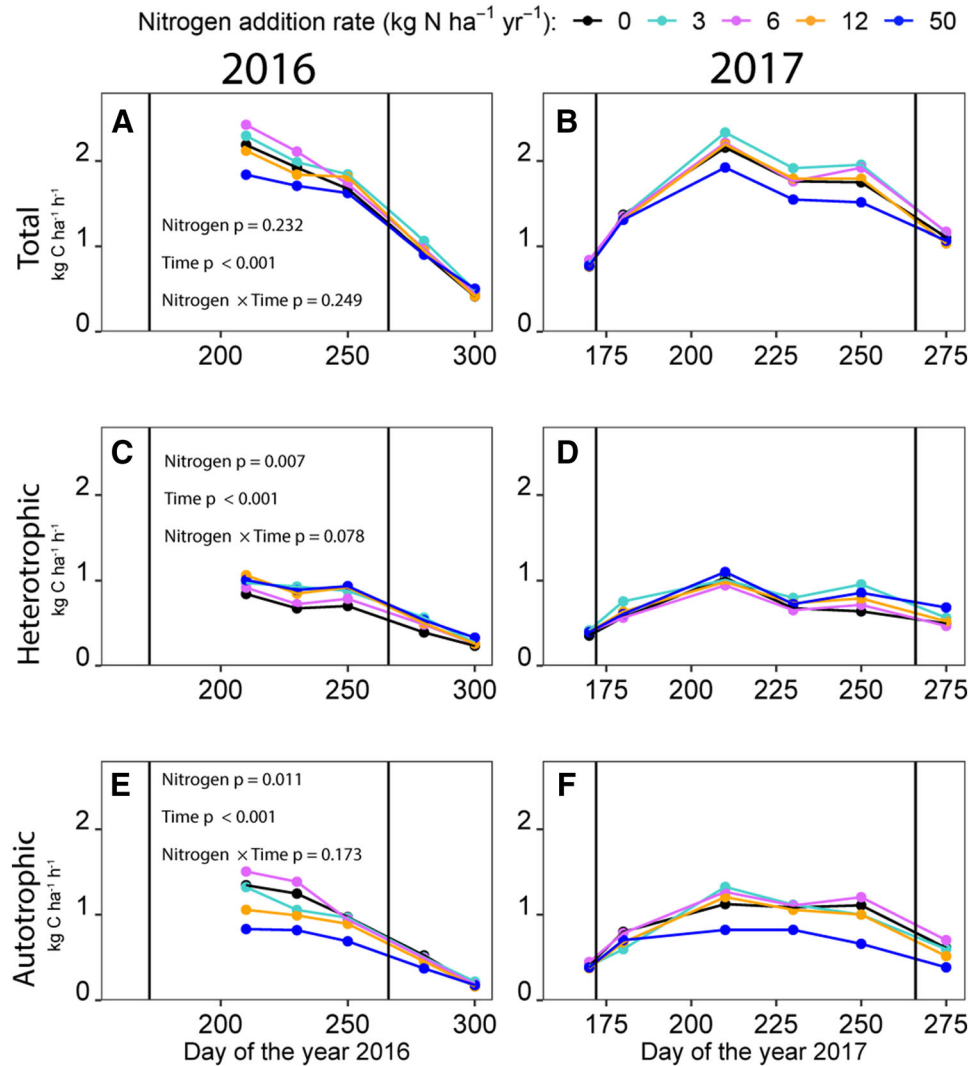 Nitrogen addition rate (kg N ha⁻¹ yr⁻¹): 0 3 6 12 50
2016 2017
A
B
Total
kg C ha⁻¹ h⁻¹
2
1
0
Nitrogen p = 0.232
Time p < 0.001
Nitrogen × Time p = 0.249
2
1
0
200 250 300
175 200 225 250 275
C
D
Heterotrophic
kg C ha⁻¹ h⁻¹
2
1
0
Nitrogen p = 0.007
Time p < 0.001
Nitrogen × Time p = 0.078
2
1
0
200 250 300
175 200 225 250 275
E
F
Autotrophic
kg C ha⁻¹ h⁻¹
2
1
0
Nitrogen p = 0.011
Time p < 0.001
Nitrogen × Time p = 0.173
2
1
0
200 250 300
175 200 225 250 275
Day of the year 2016
Day of the year 2017